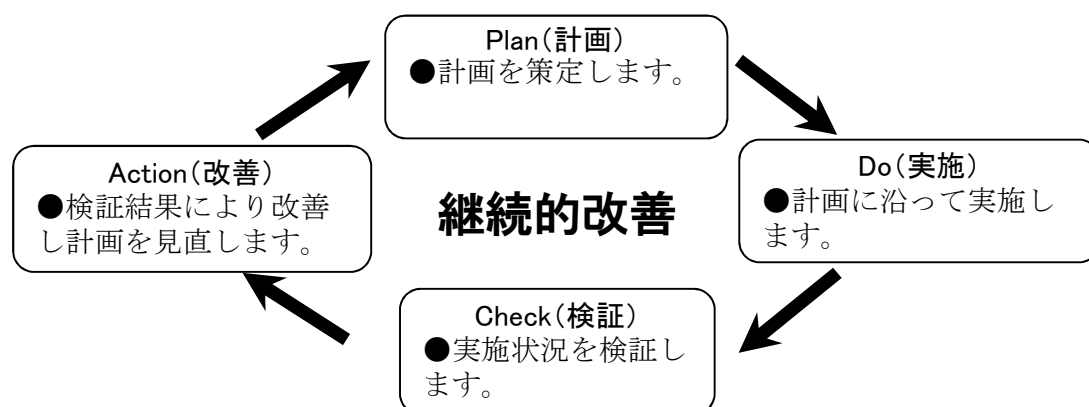 Plan(計画)
●計画を策定します。
Do(実施)
●計画に沿って実施し
ます。
Check(検証)
●実施状況を検証し
ます。
Action(改善)
●検証結果により改善
し計画を見直します。
継続的改善